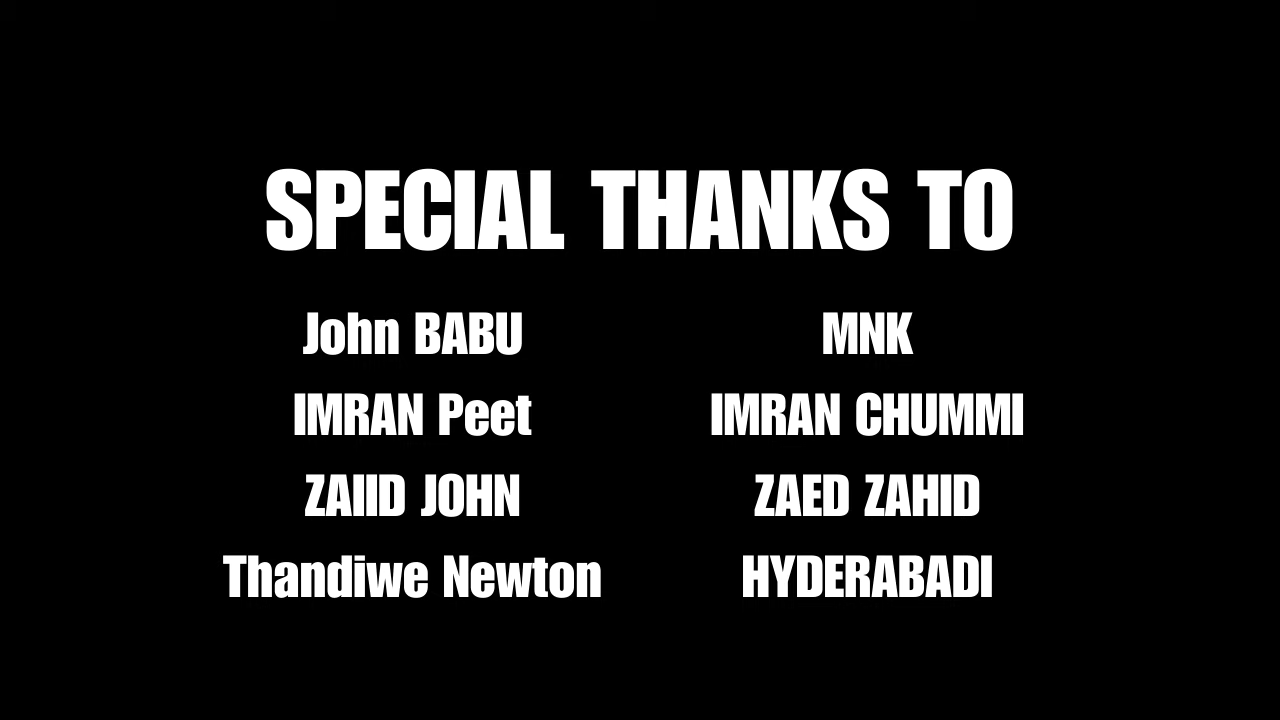 SPECIAL THANKS TO
John BABU
MNK
IMRAN Peet
IMRAN CHUMMI
ZAIID JOHN
ZAED ZAHID
Thandiwe Newton
HYDERABADI